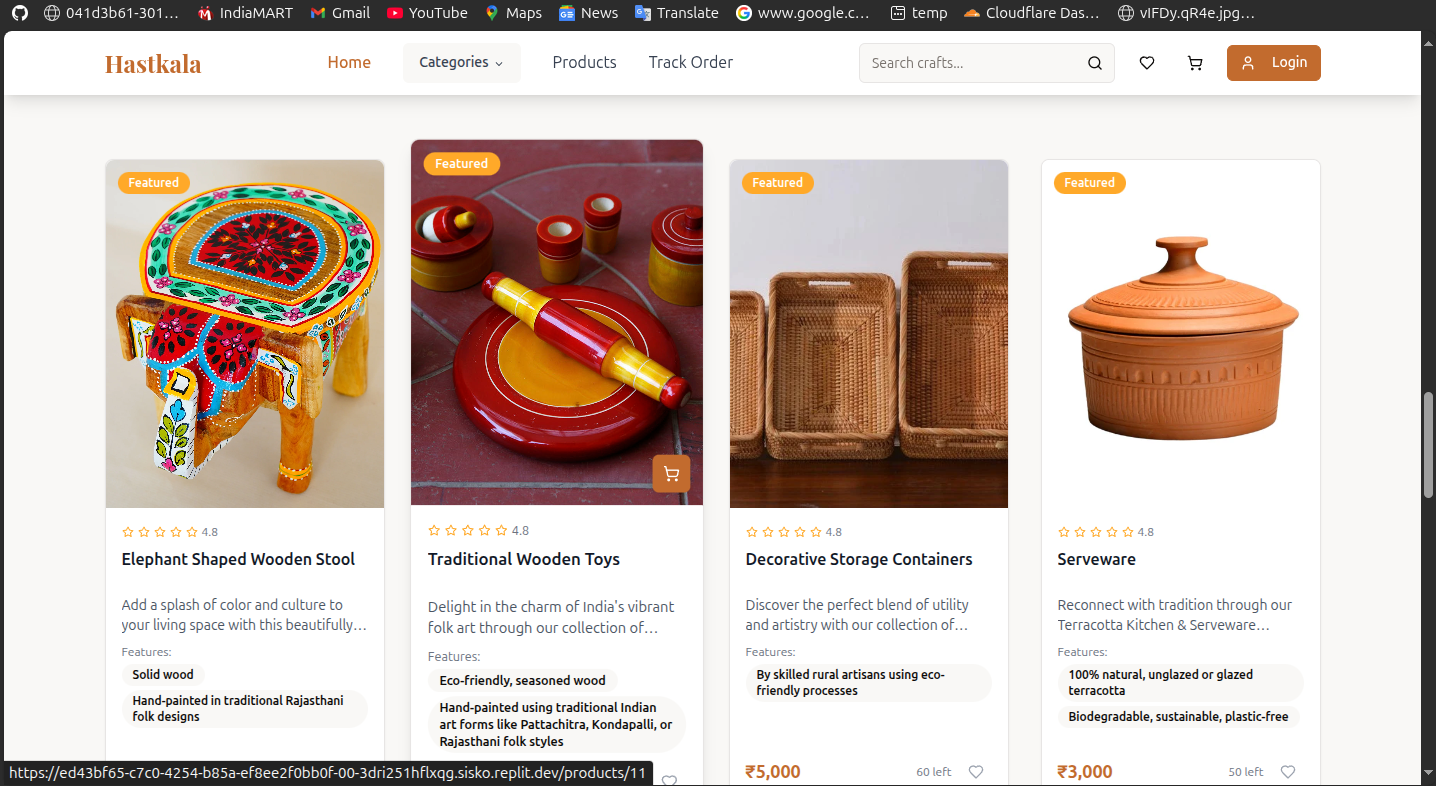 041d3b61-301…
IndiaMART
Gmail
YouTube
Maps
News
Translate
www.google.c…
temp
Cloudflare Das…
vIFDy.qR4e.jpg…
Hastkala
Home
Categories
Products
Track Order
Search crafts...
Login
Featured
Featured
Featured
Featured
4.8
Elephant Shaped Wooden Stool
Add a splash of color and culture to
your living space with this beautifully…
Features:
Solid wood
Hand-painted in traditional Rajasthani
folk designs
4.8
Traditional Wooden Toys
Delight in the charm of India's vibrant
folk art through our collection of…
Features:
Eco-friendly, seasoned wood
Hand-painted using traditional Indian
art forms like Pattachitra, Kondapalli, or
Rajasthani folk styles
4.8
Decorative Storage Containers
Discover the perfect blend of utility
and artistry with our collection of…
Features:
By skilled rural artisans using eco-
friendly processes
₹5,000
60 left
4.8
Serveware
Reconnect with tradition through our
Terracotta Kitchen & Serveware…
Features:
100% natural, unglazed or glazed
terracotta
Biodegradable, sustainable, plastic-free
₹3,000
50 left
https://ed43bf65-c7c0-4254-b85a-ef8ee2f0bb0f-00-3dri251hflxqg.sisko.replit.dev/products/11